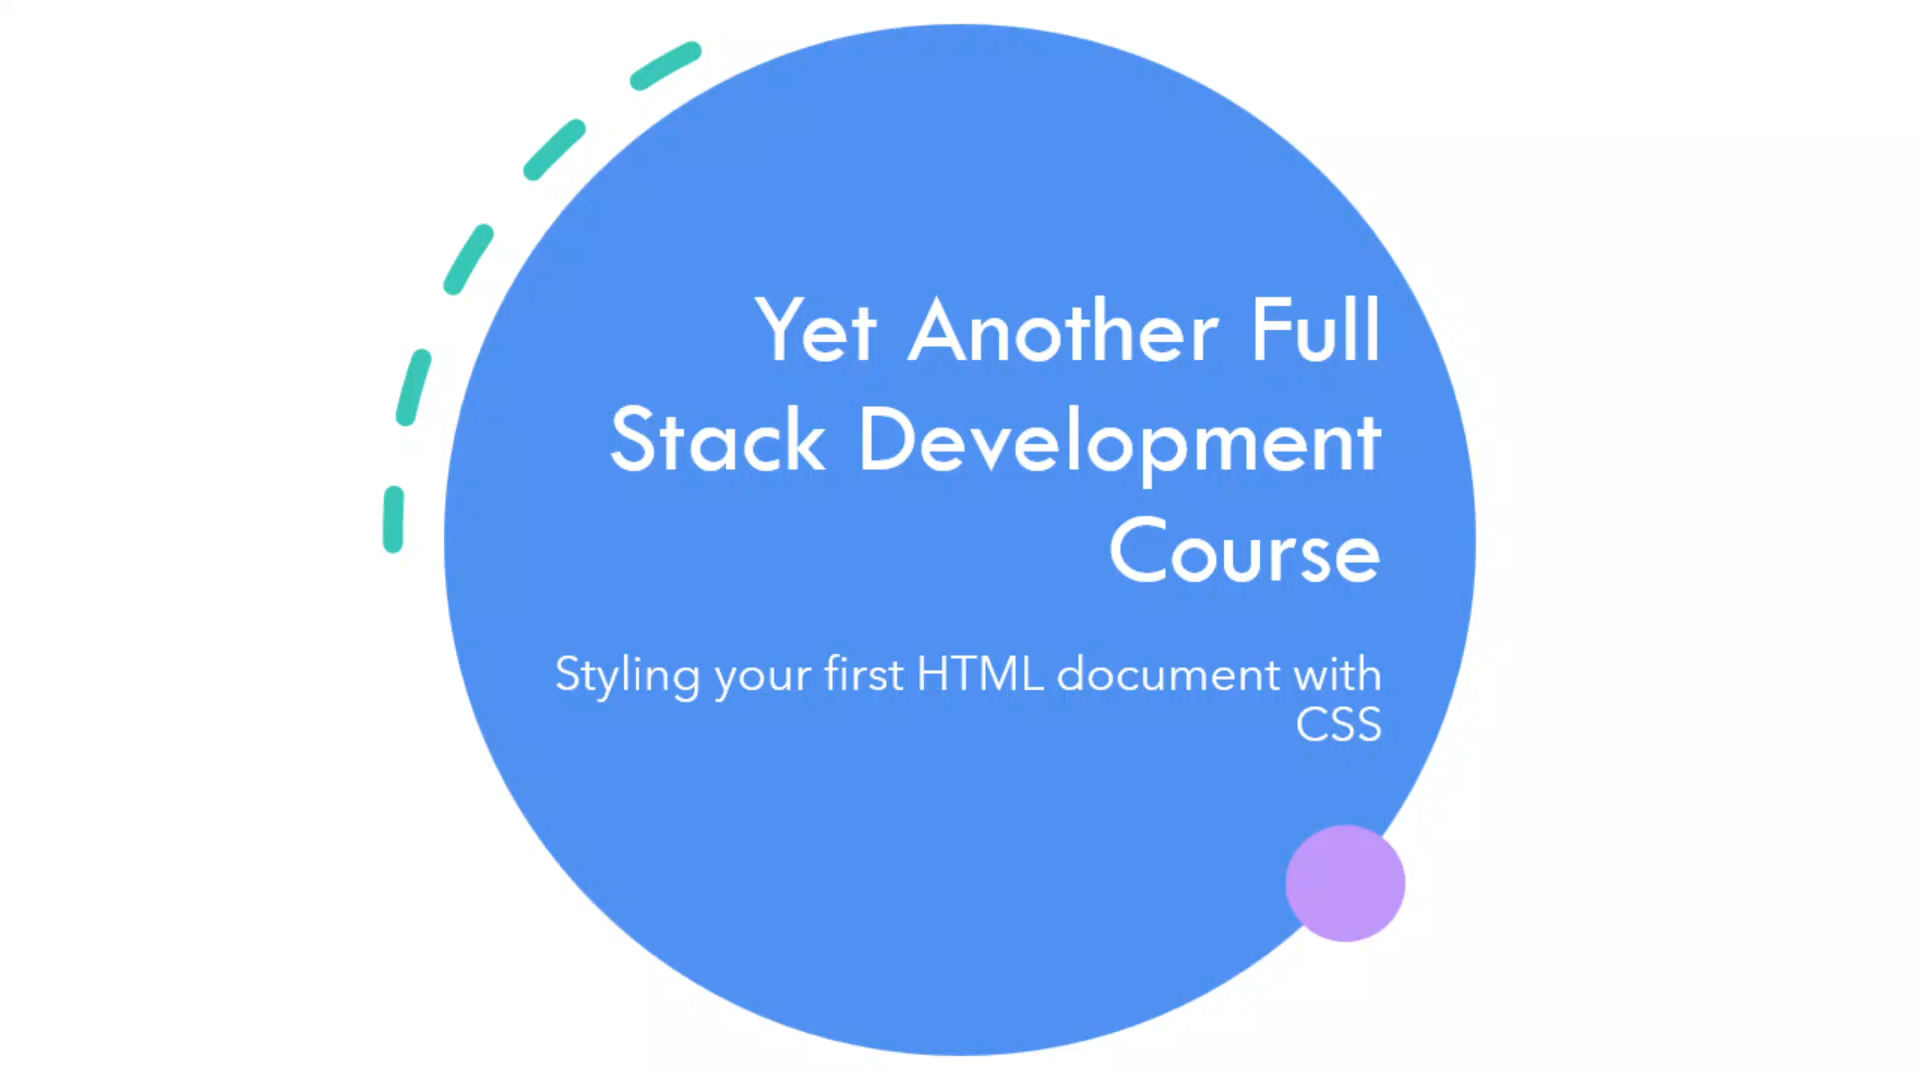 Yet Another Full
Stack Development
Course
Styling your first HTML document with
CSS